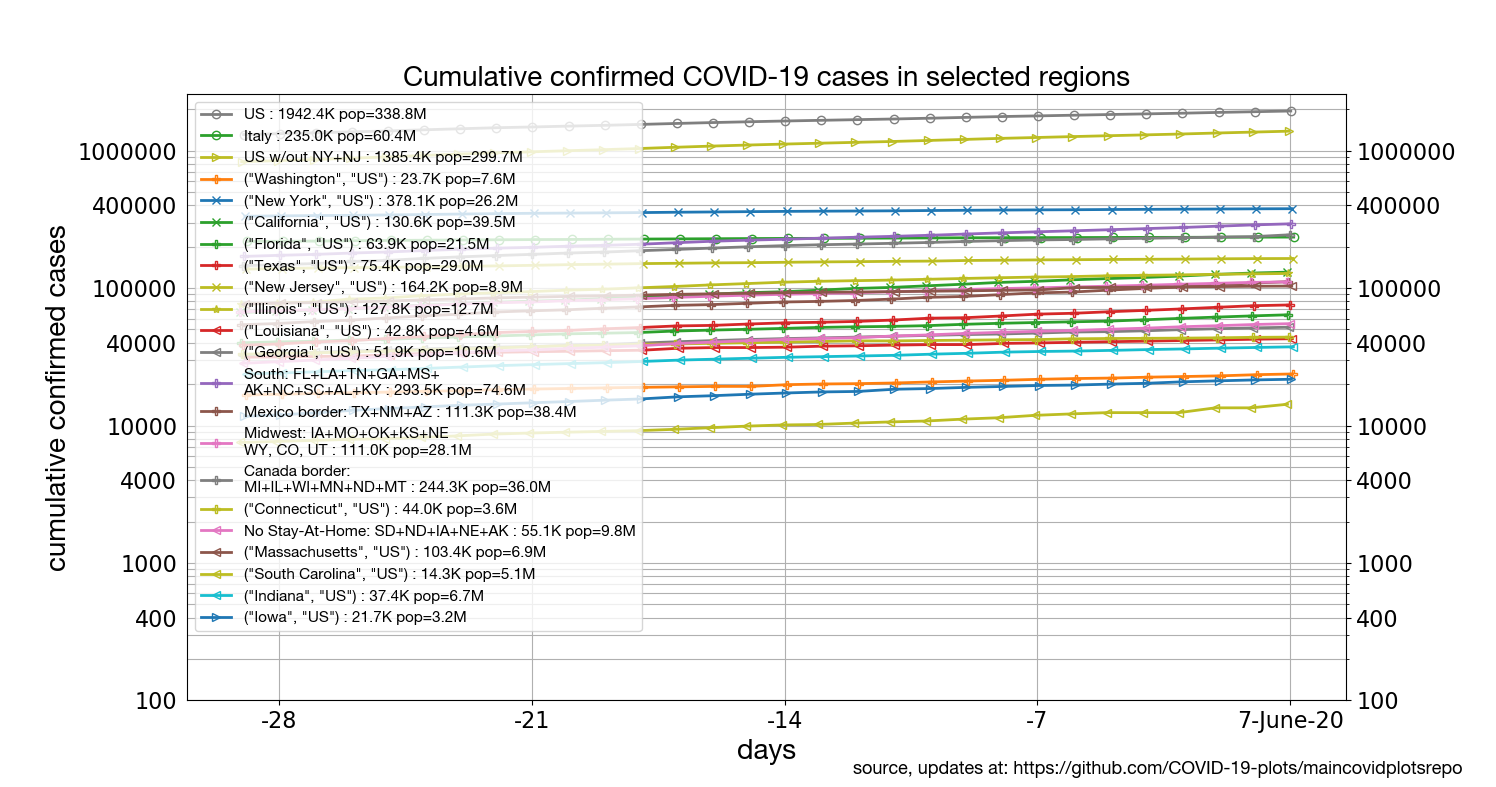 Cumulative confirmed COVID-19 cases in selected regions
US : 1942.4K pop=338.8M
Italy : 235.0K pop=60.4M
US w/out NY+NJ : 1385.4K pop=299.7M
("Washington", "US") : 23.7K pop=7.6M
("New York", "US") : 378.1K pop=26.2M
("California", "US") : 130.6K pop=39.5M
("Florida", "US") : 63.9K pop=21.5M
("Texas", "US") : 75.4K pop=29.0M
("New Jersey", "US") : 164.2K pop=8.9M
("Illinois", "US") : 127.8K pop=12.7M
("Louisiana", "US") : 42.8K pop=4.6M
("Georgia", "US") : 51.9K pop=10.6M
South: FL+LA+TN+GA+MS+
AK+NC+SC+AL+KY : 293.5K pop=74.6M
Mexico border: TX+NM+AZ : 111.3K pop=38.4M
Midwest: IA+MO+OK+KS+NE
WY, CO, UT : 111.0K pop=28.1M
Canada border:
MI+IL+WI+MN+ND+MT : 244.3K pop=36.0M
("Connecticut", "US") : 44.0K pop=3.6M
No Stay-At-Home: SD+ND+IA+NE+AK : 55.1K pop=9.8M
("Massachusetts", "US") : 103.4K pop=6.9M
("South Carolina", "US") : 14.3K pop=5.1M
("Indiana", "US") : 37.4K pop=6.7M
("Iowa", "US") : 21.7K pop=3.2M
cumulative confirmed cases
1000000
400000
100000
40000
10000
4000
1000
400
100
1000000
400000
100000
40000
10000
4000
1000
400
100
-28
-21
-14
-7
7-June-20
days
source, updates at: https://github.com/COVID-19-plots/maincovidplotsrepo